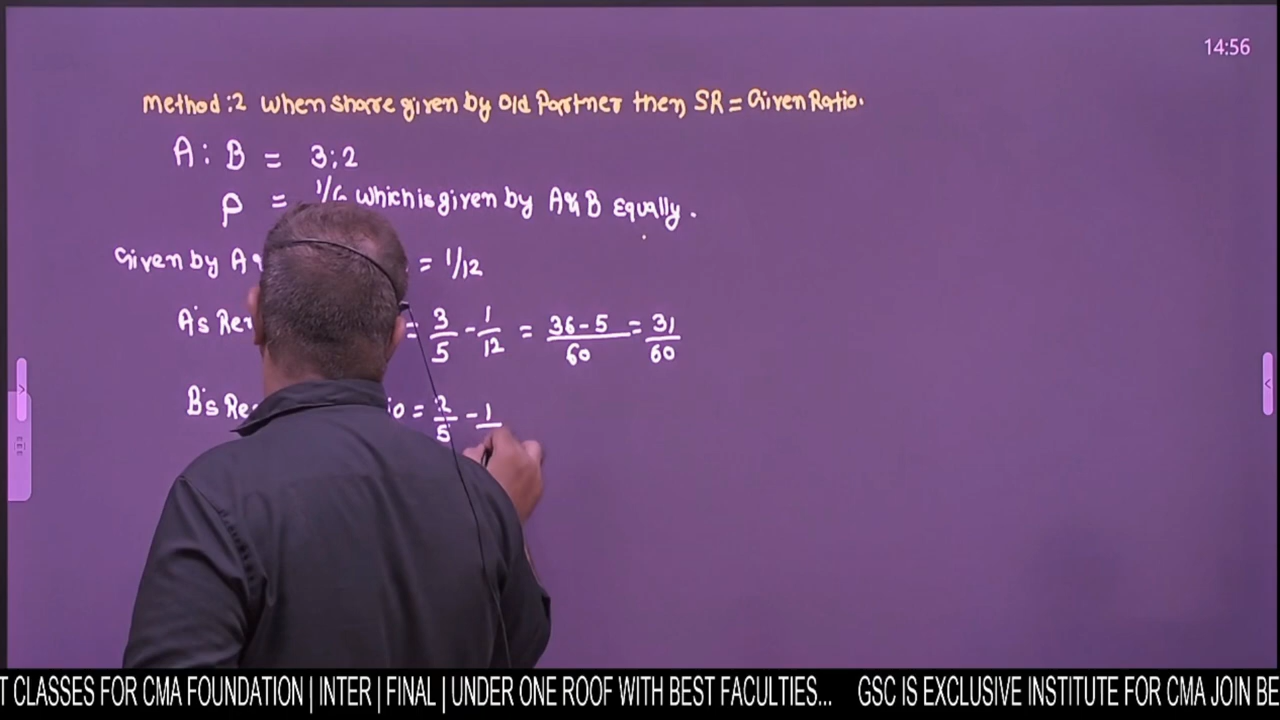 14:56
Method:2 When share given by Old Partner then, SR = Given Ratio.
A : B = 3:2
P = 1/6 which is given by A & B Equally.
Given by A = 1/12
A's = 3/5 - 1/12 = 36-5/60 = 31/60
B's = 2/5 - 1
T CLASSES FOR CMA FOUNDATION | INTER | FINAL | UNDER ONE ROOF WITH BEST FACULTIES... GSC IS EXCLUSIVE INSTITUTE FOR CMA JOIN BE